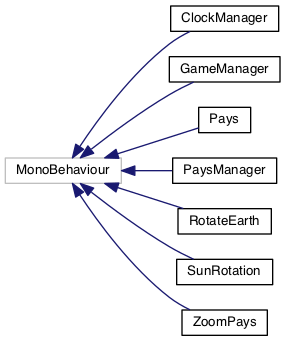 ClockManager
GameManager
Pays
MonoBehaviour
PaysManager
RotateEarth
SunRotation
ZoomPays